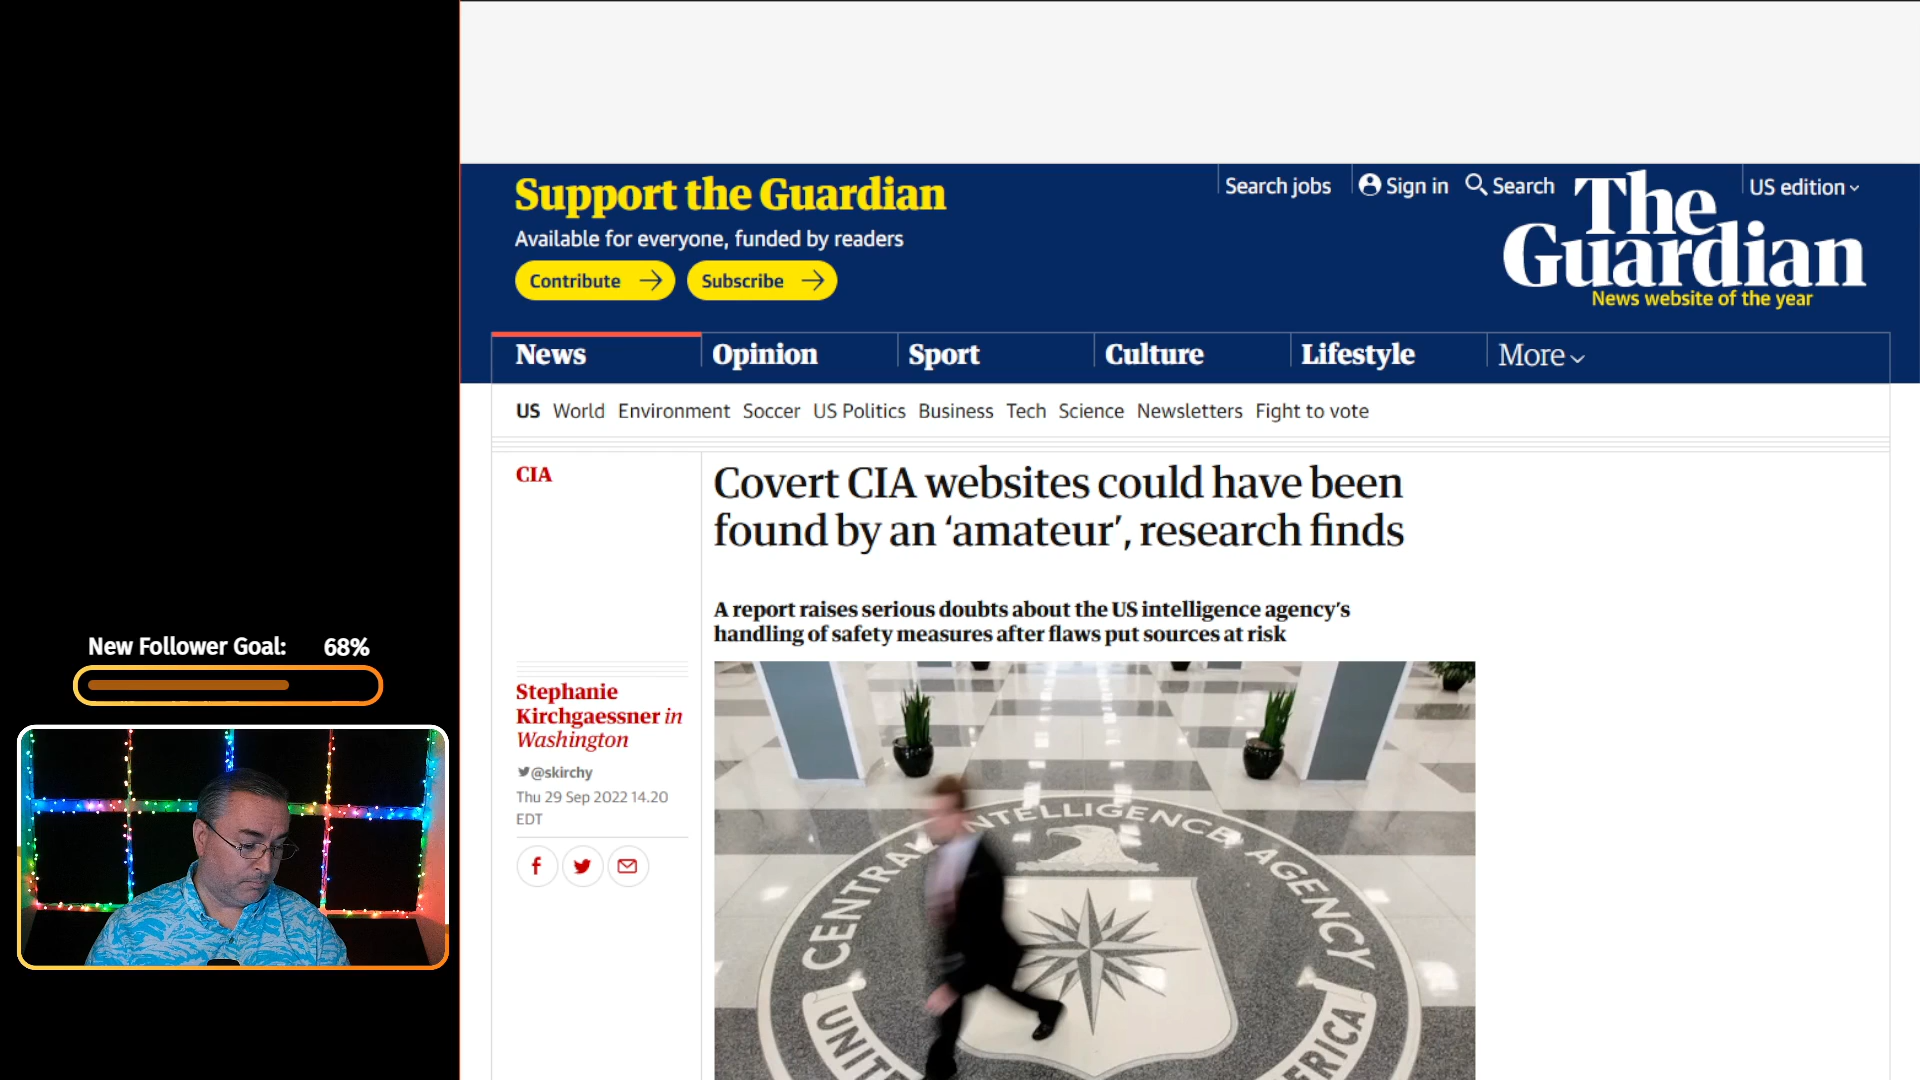 Support the Guardian
Available for everyone, funded by readers
Contribute
Subscribe
Search jobs
Sign in
Search
US edition
The
Guardian
News website of the year
News
Opinion
Sport
Culture
Lifestyle
More
US World Environment Soccer US Politics Business Tech Science Newsletters Fight to vote
CIA
Covert CIA websites could have been
found by an ‘amateur’, research finds
A report raises serious doubts about the US intelligence agency’s
handling of safety measures after flaws put sources at risk
Stephanie
Kirchgaessner in
Washington
@skirchy
Thu 29 Sep 2022 14.20
EDT
New Follower Goal: 68%
CENTRAL INTELLIGENCE AGENCY